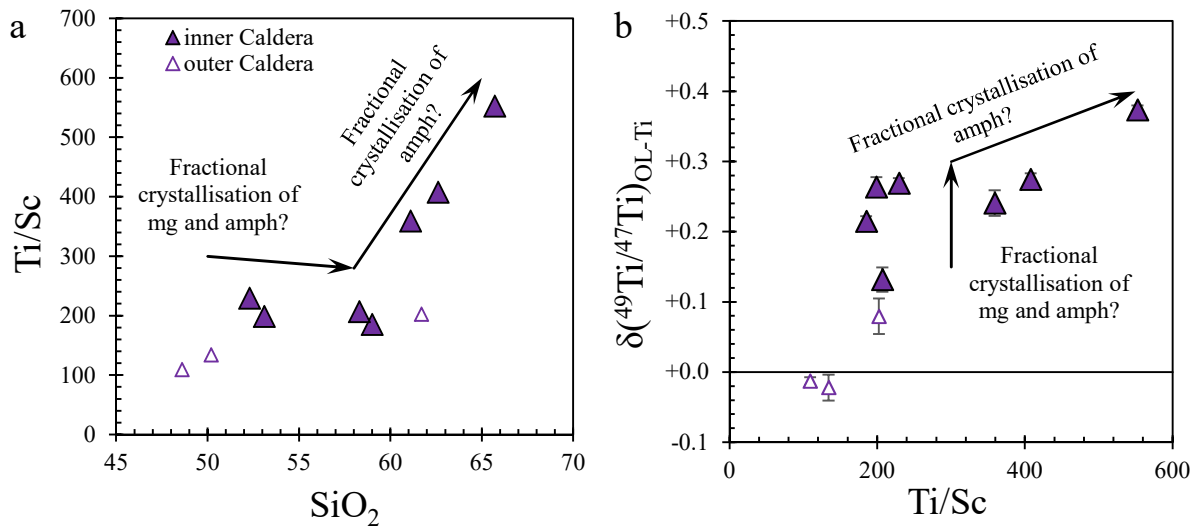 a
700
600
500
400
300
200
100
0
Ti/Sc
inner Caldera
outer Caldera
Fractional
crystallisation of
mg and amph?
Fractional
crystallisation of
amph?
45 50 55 60 65 70
SiO₂
b
+0.5
+0.4
+0.3
+0.2
+0.1
+0.0
-0.1
δ(⁴⁹Ti/⁴⁷Ti)OL-Ti
Fractional crystallisation of
amph?
Fractional
crystallisation of
mg and amph?
0 200 400 600
Ti/Sc